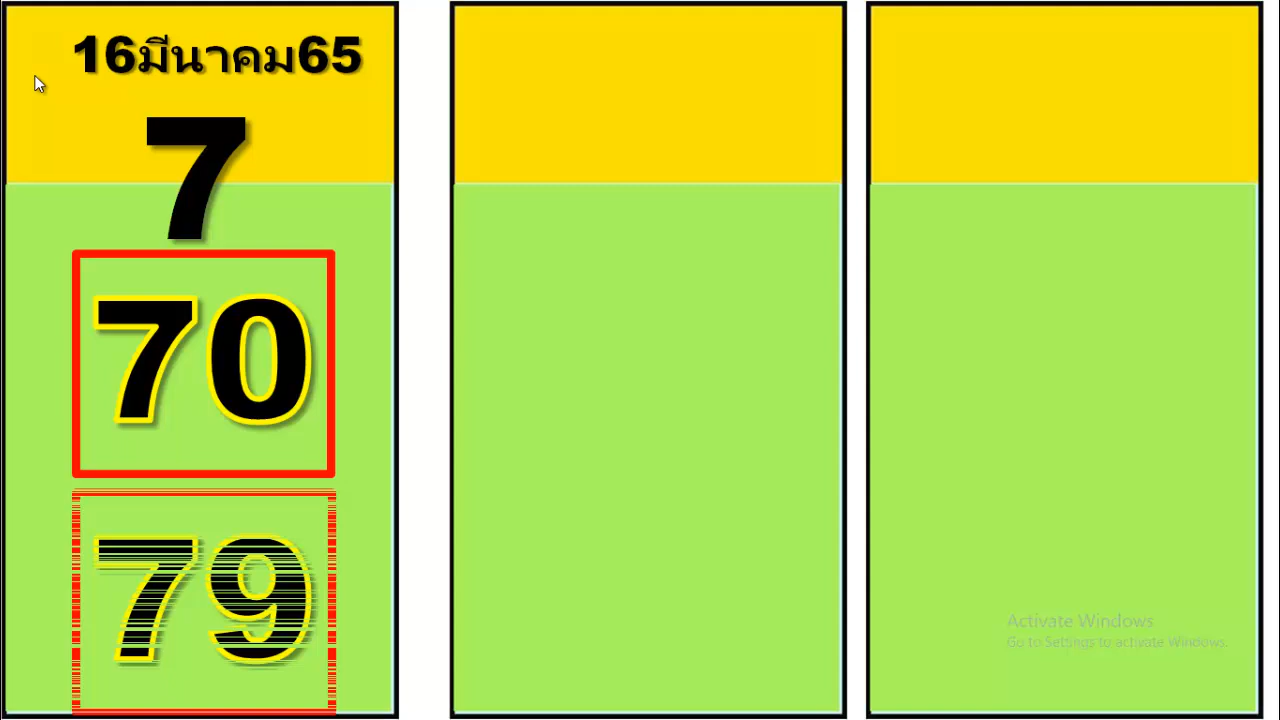 16มีนาคม65
7
70
79
Activate Windows
Go to Settings to activate Windows.